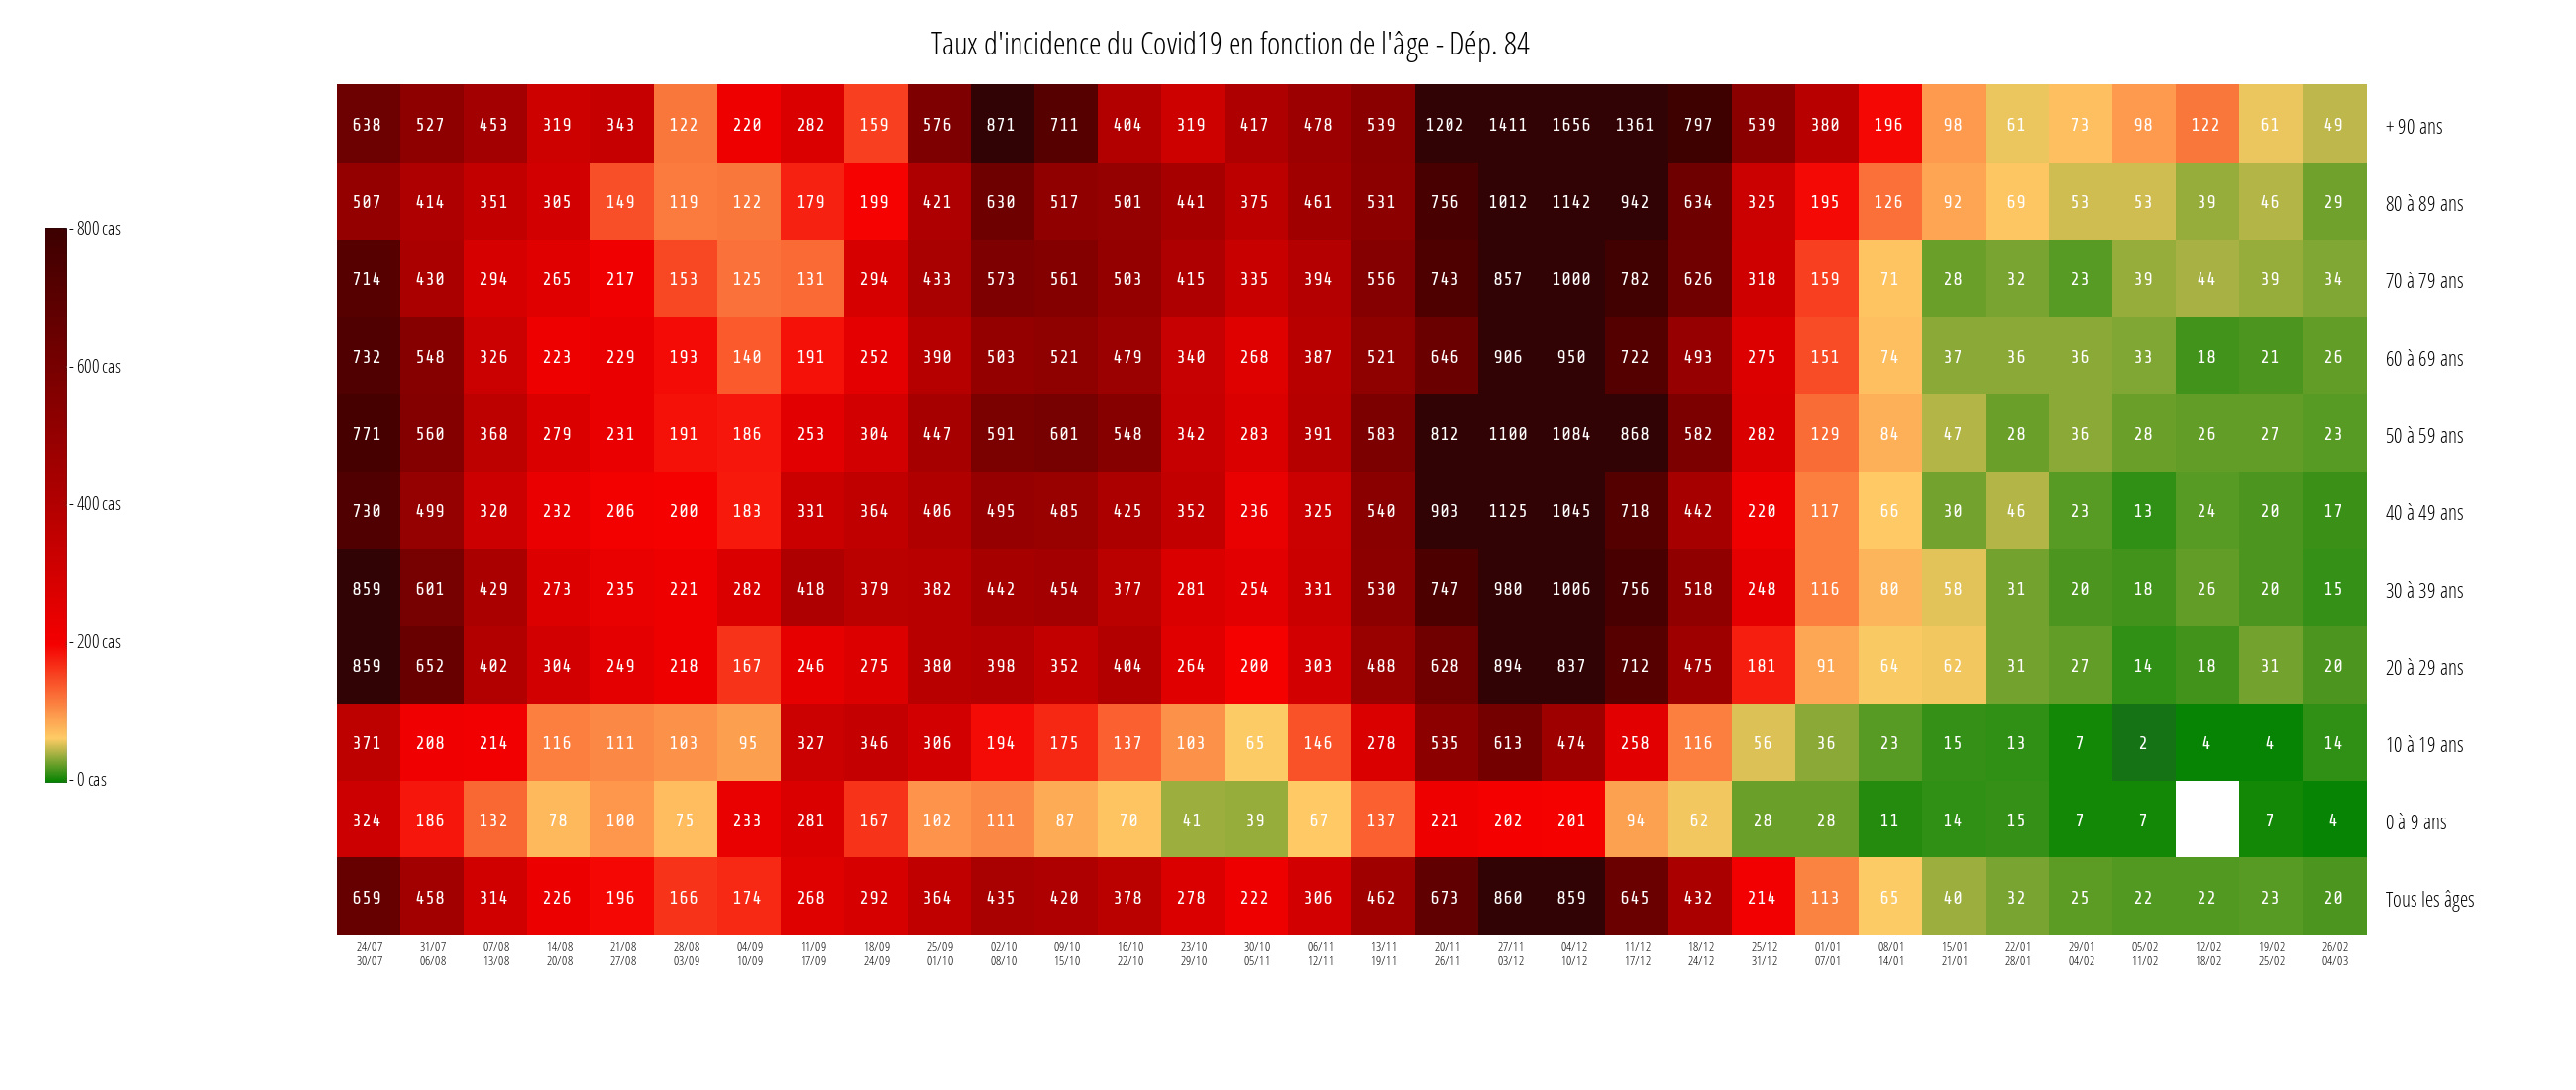 Taux d'incidence du Covid19 en fonction de l'âge - Dép. 84
- 800 cas
- 600 cas
- 400 cas
- 200 cas
- 0 cas
638 527 453 319 343 122 220 282 159 576 871 711 404 319 417 478 539 1202 1411 1656 1361 797 539 380 196 98 61 73 98 122 61 49 + 90 ans
507 414 351 305 149 119 122 179 199 421 630 517 501 441 375 461 531 756 1012 1142 942 634 325 195 126 92 69 53 53 39 46 29 80 à 89 ans
714 430 294 265 217 153 125 131 294 433 573 561 503 415 335 394 556 743 857 1000 782 626 318 159 71 28 32 23 39 44 39 34 70 à 79 ans
732 548 326 223 229 193 140 191 252 390 503 521 479 340 268 387 521 646 906 950 722 493 275 151 74 37 36 36 33 18 21 26 60 à 69 ans
771 560 368 279 231 191 186 253 304 447 591 601 548 342 283 391 583 812 1100 1084 868 582 282 129 84 47 28 36 28 26 27 23 50 à 59 ans
730 499 320 232 206 200 183 331 364 406 495 485 425 352 236 325 540 903 1125 1045 718 442 220 117 66 30 46 23 13 24 20 17 40 à 49 ans
859 601 429 273 235 221 282 418 379 382 442 454 377 281 254 331 530 747 980 1006 756 518 248 116 80 58 31 20 18 26 20 15 30 à 39 ans
859 652 402 304 249 218 167 246 275 380 398 352 404 264 200 303 488 628 894 837 712 475 181 91 64 62 31 27 14 18 31 20 20 à 29 ans
371 208 214 116 111 103 95 327 346 306 194 175 137 103 65 146 278 535 613 474 258 116 56 36 23 15 13 7 2 4 4 14 10 à 19 ans
324 186 132 78 100 75 233 281 167 102 111 87 70 41 39 67 137 221 202 201 94 62 28 28 11 14 15 7 7 7 4 0 à 9 ans
659 458 314 226 196 166 174 268 292 364 435 420 378 278 222 306 462 673 860 859 645 432 214 113 65 40 32 25 22 22 23 20 Tous les âges
24/07 31/07 07/08 14/08 21/08 28/08 04/09 11/09 18/09 25/09 02/10 09/10 16/10 23/10 30/10 06/11 13/11 20/11 27/11 04/12 11/12 18/12 25/12 01/01 08/01 15/01 22/01 29/01 05/02 12/02 19/02 26/02
30/07 06/08 13/08 20/08 27/08 03/09 10/09 17/09 24/09 01/10 08/10 15/10 22/10 29/10 05/11 12/11 19/11 26/11 03/12 10/12 17/12 24/12 31/12 07/01 14/01 21/01 28/01 04/02 11/02 18/02 25/02 04/03